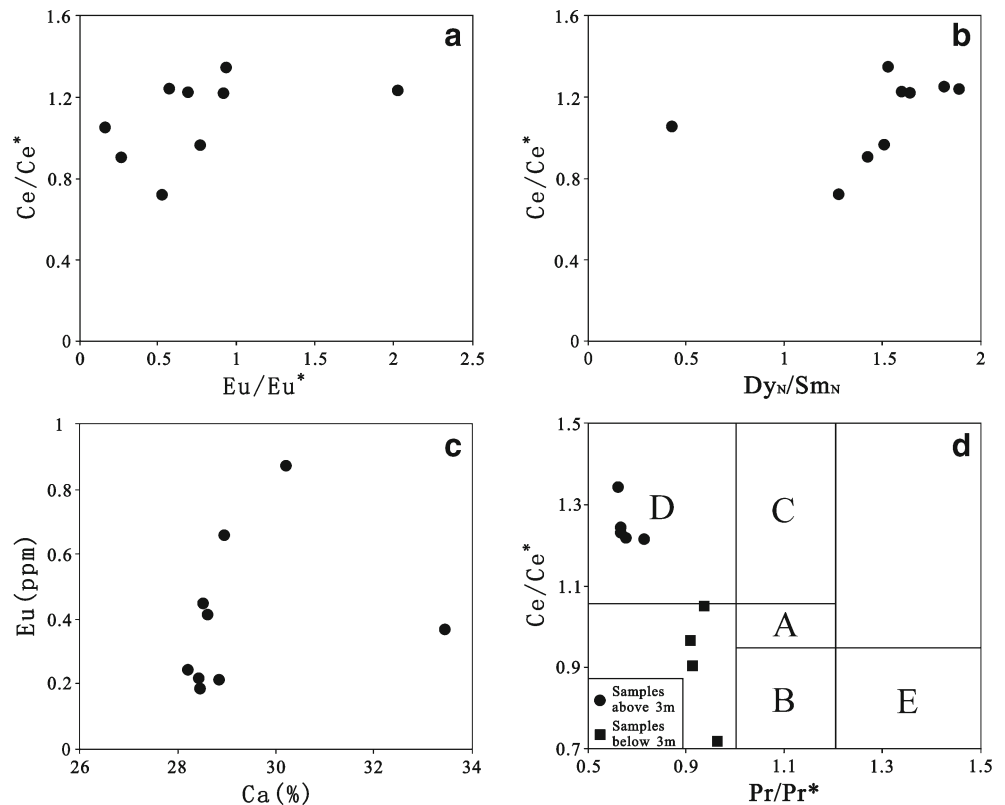 1.6
1.2
0.8
0.4
0
Ce/Ce*
a
0
0.5
1
1.5
2
2.5
Eu/Eu*
1.6
1.2
0.8
0.4
0
Ce/Ce*
b
0
0.5
1
1.5
2
DyN/SmN
1
0.8
0.6
0.4
0.2
0
Eu(ppm)
c
26
28
30
32
34
Ca(%)
1.5
1.3
1.1
0.9
0.7
Ce/Ce*
d
D
C
A
B
E
Samples
above 3m
Samples
below 3m
0.5
0.9
1.1
1.3
1.5
Pr/Pr*